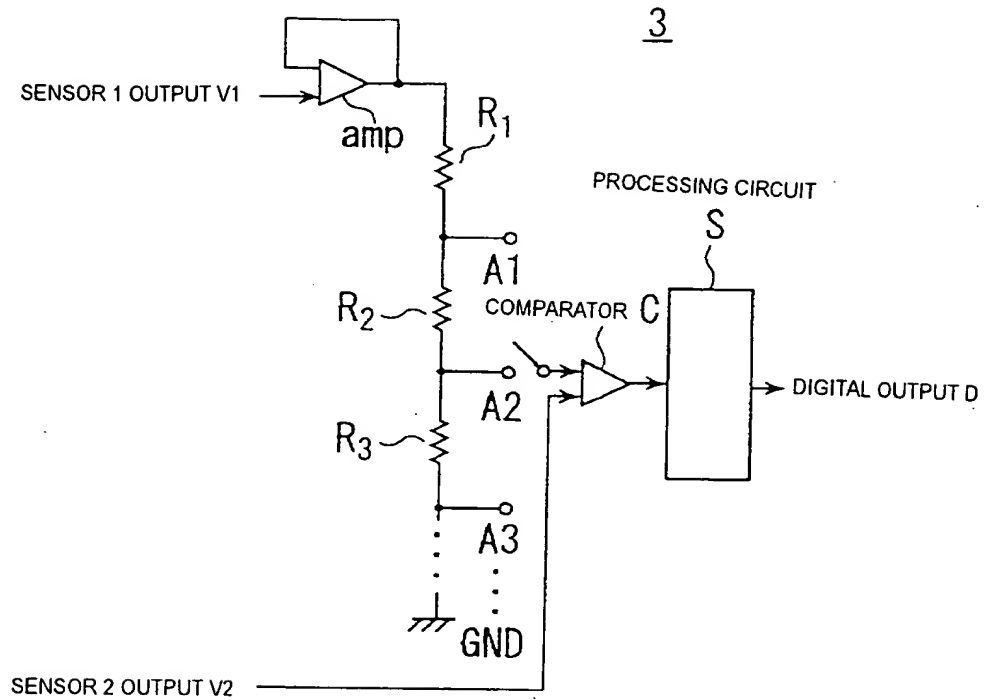 3
SENSOR 1 OUTPUT V1
amp
R1
PROCESSING CIRCUIT
S
A1
R2
COMPARATOR C
A2
DIGITAL OUTPUT D
R3
A3
GND
SENSOR 2 OUTPUT V2